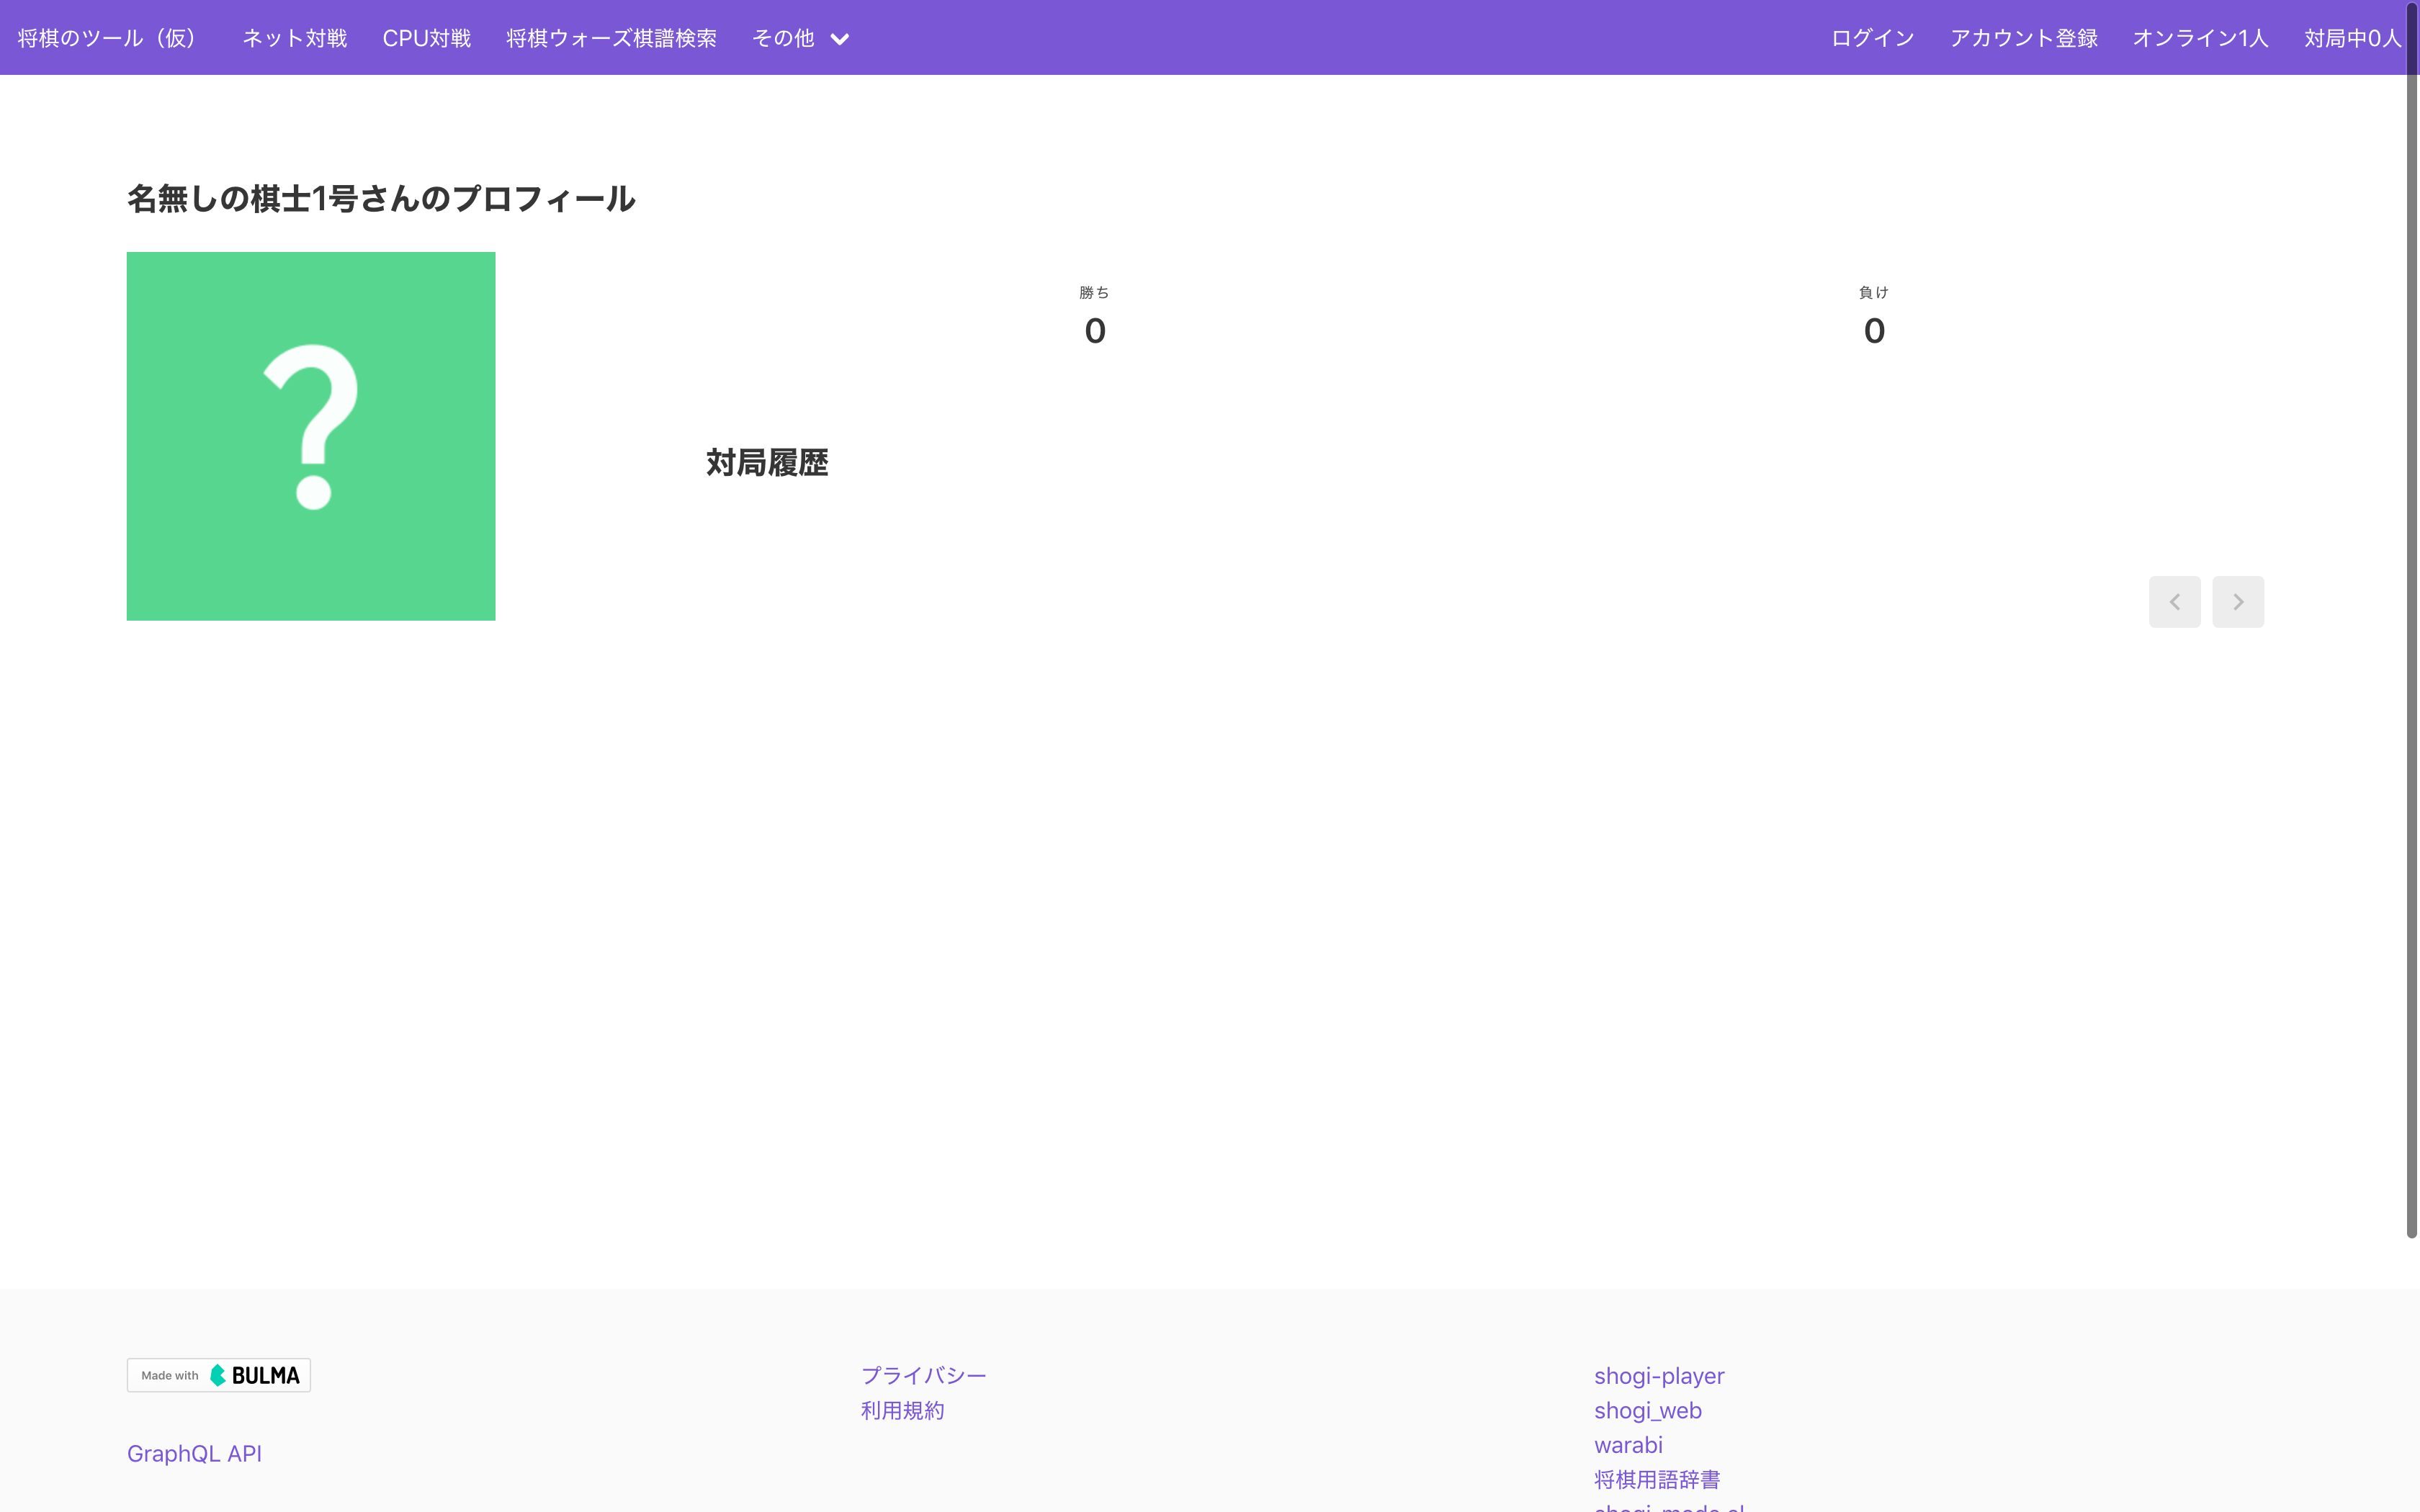 将棋のツール（仮） ネット対戦 CPU対戦 将棋ウォーズ棋譜検索 その他 ログイン アカウント登録 オンライン1人 対局中0人
名無しの棋士1号さんのプロフィール
?
勝ち 負け
0 0
対局履歴
Made with BULMA
GraphQL API
プライバシー
利用規約
shogi-player
shogi_web
warabi
将棋用語辞書